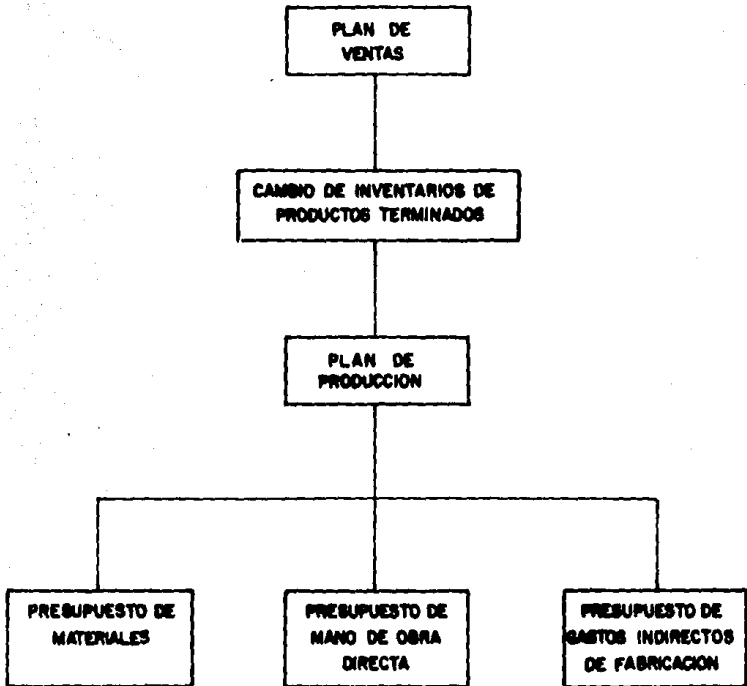 PLAN DE
VENTAS
CAMBIO DE INVENTARIOS DE
PRODUCTOS TERMINADOS
PLAN DE
PRODUCCION
PRESUPUESTO DE
MATERIALES
PRESUPUESTO DE
MANO DE OBRA
DIRECTA
PRESUPUESTO DE
GASTOS INDIRECTOS
DE FABRICACION